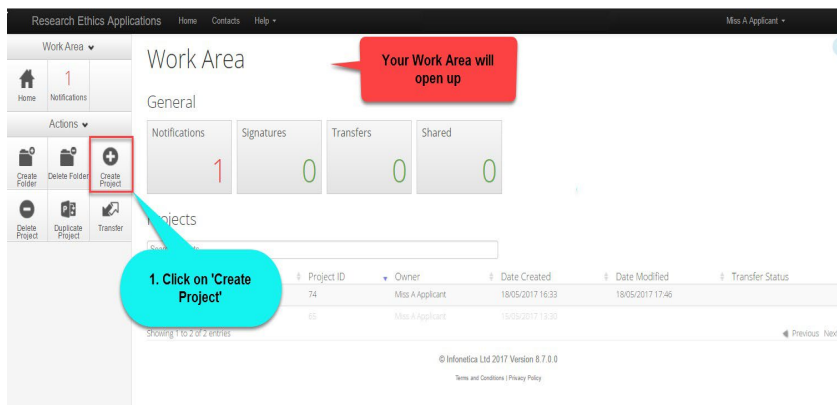 Research Ethics Applications Home Contacts Help Miss A Applicant
Work Area
Home
1
Notifications
Actions
Create Folder
Delete Folder
Create Project
Delete Project
Duplicate Project
Transfer
Work Area
Your Work Area will
open up
General
Notifications Signatures Transfers Shared
1 0 0 0
Projects
1. Click on 'Create
Project'
Project ID Owner Date Created Date Modified Transfer Status
74 Miss A Applicant 18/05/2017 16:33 18/05/2017 17:46
Miss A Applicant
Showing 1 to 2 of 2 entries Previous Next
© Infonetica Ltd 2017 Version 8.7.0.0
Terms and Conditions | Privacy Policy